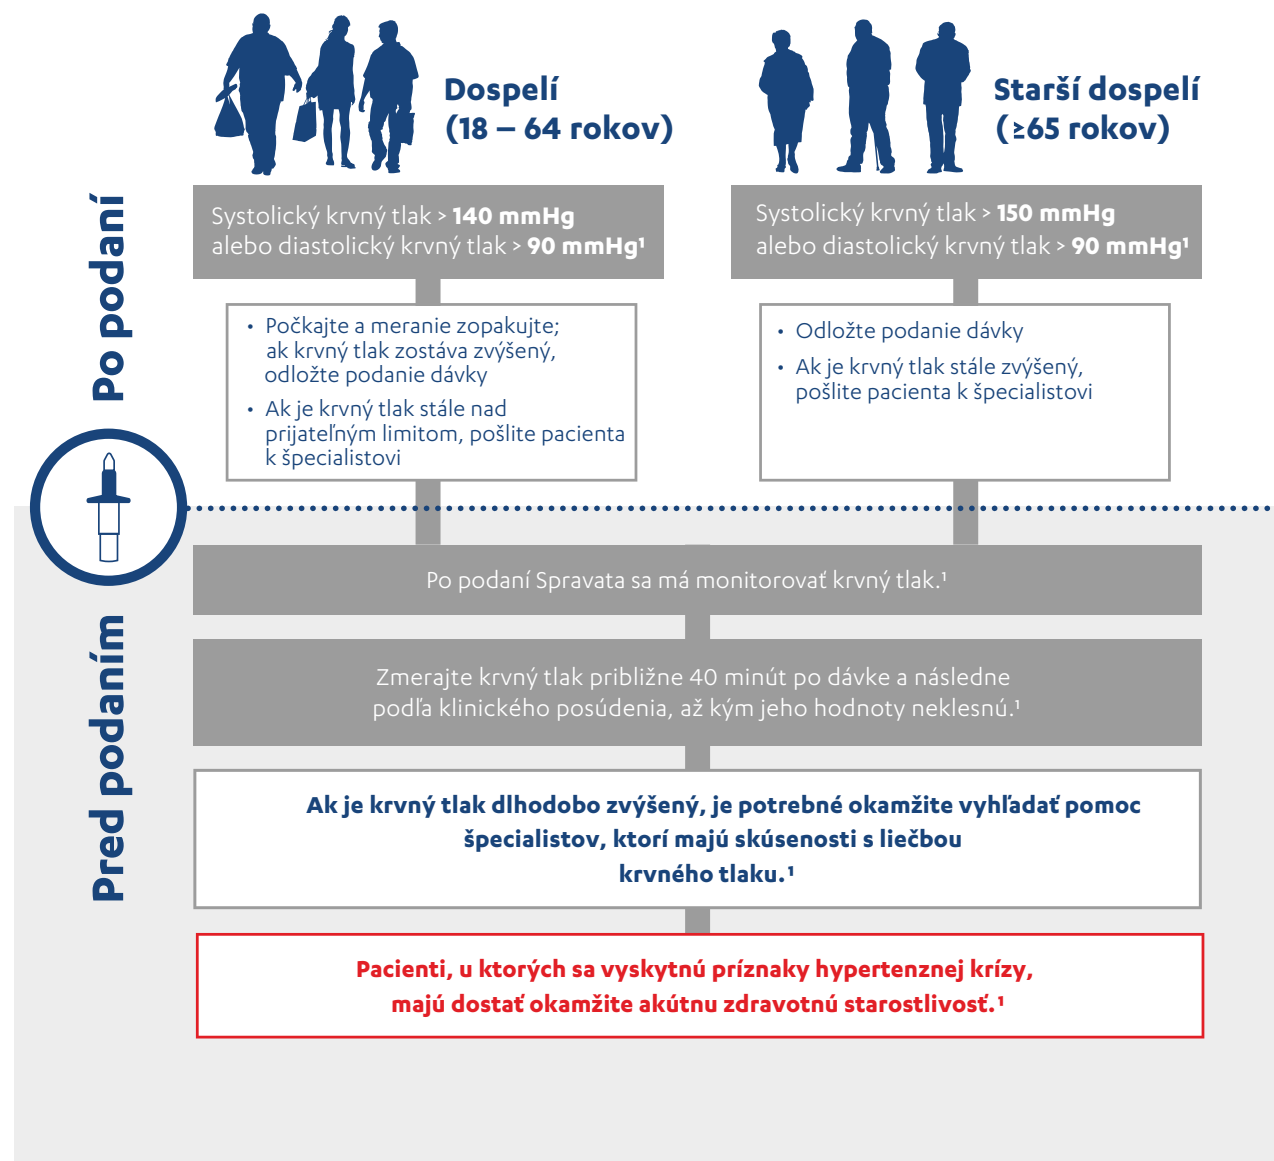 Dospelí
(18 – 64 rokov)
Starší dospelí
(≥65 rokov)
Po podaní
Systolický krvný tlak > 140 mmHg
alebo diastolický krvný tlak > 90 mmHg¹
Systolický krvný tlak > 150 mmHg
alebo diastolický krvný tlak > 90 mmHg¹
• Počkajte a meranie zopakujte;
ak krvný tlak zostáva zvýšený,
odložte podanie dávky
• Ak je krvný tlak stále nad
prijateľným limitom, pošlite pacienta
k špecialistovi
• Odložte podanie dávky
• Ak je krvný tlak stále zvýšený,
pošlite pacienta k špecialistovi
Pred podaním
Po podaní Spravata sa má monitorovať krvný tlak.¹
Zmerajte krvný tlak približne 40 minút po dávke a následne
podľa klinického posúdenia, až kým jeho hodnoty neklesnú.¹
Ak je krvný tlak dlhodobo zvýšený, je potrebné okamžite vyhľadať pomoc
špecialistov, ktorí majú skúsenosti s liečbou
krvného tlaku.¹
Pacienti, u ktorých sa vyskytnú príznaky hypertenznej krízy,
majú dostať okamžite akútnu zdravotnú starostlivosť.¹